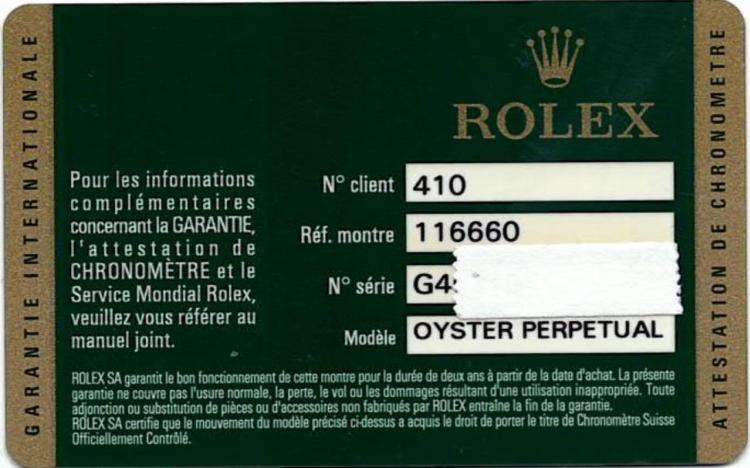 GARANTIE INTERNATIONALE
ROLEX
Pour les informations
complémentaires
concernant la GARANTIE,
l'attestation de
CHRONOMÈTRE et le
Service Mondial Rolex,
veuillez vous référer au
manuel joint.
N° client 410
Réf. montre 116660
N° série G4
Modèle OYSTER PERPETUAL
ROLEX SA garantit le bon fonctionnement de cette montre pour la durée de deux ans à partir de la date d'achat. La présente
garantie ne couvre pas l'usure normale, la perte, le vol ou les dommages résultant d'une utilisation inappropriée. Toute
adjonction ou substitution de pièces ou d'accessoires non fabriqués par ROLEX entraîne la fin de la garantie.
ROLEX SA certifie que le mouvement du modèle précisé ci-dessus a acquis le droit de porter le titre de Chronomètre Suisse
Officiellement Contrôlé.
ATTESTATION DE CHRONOMETRE